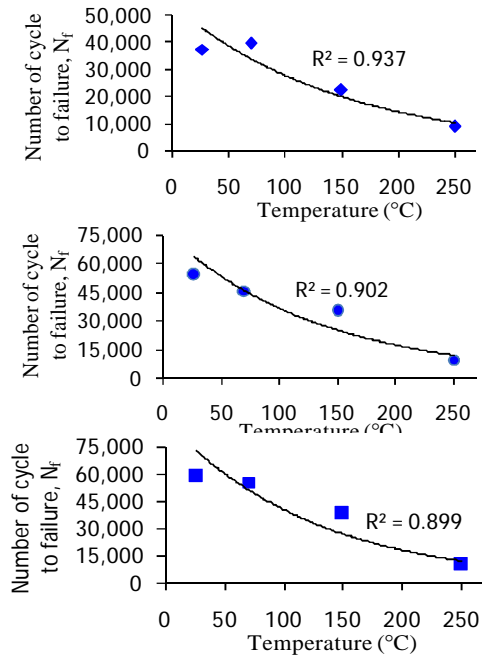 Number of cycle
to failure, Nf
50,000
40,000
30,000
20,000
10,000
0
R² = 0.937
0 50 100 150 200 250
Temperature (°C)
Number of cycle
to failure, Nf
75,000
60,000
45,000
30,000
15,000
0
R² = 0.902
0 50 100 150 200 250
Temperature (°C)
Number of cycle
to failure, Nf
75,000
60,000
45,000
30,000
15,000
0
R² = 0.899
0 50 100 150 200 250
Temperature (°C)